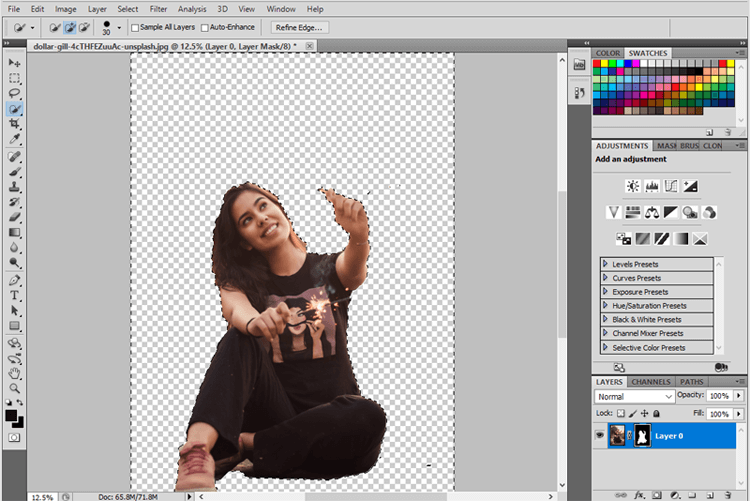 File Edit Image Layer Select Filter Analysis 3D View Window Help
30 Sample All Layers Auto-Enhance Refine Edge...
dollar-gill-4cTHFEZuuAc-unsplash.jpg @ 12.5% (Layer 0, Layer Mask/8) *
COLOR SWATCHES
ADJUSTMENTS MASK BRUS CLON
Add an adjustment
Levels Presets
Curves Presets
Exposure Presets
Hue/Saturation Presets
Black & White Presets
Channel Mixer Presets
Selective Color Presets
LAYERS CHANNELS PATHS
Normal Opacity: 100%
Lock: Fill: 100%
Layer 0
12.5% Doc: 65.8M/71.8M